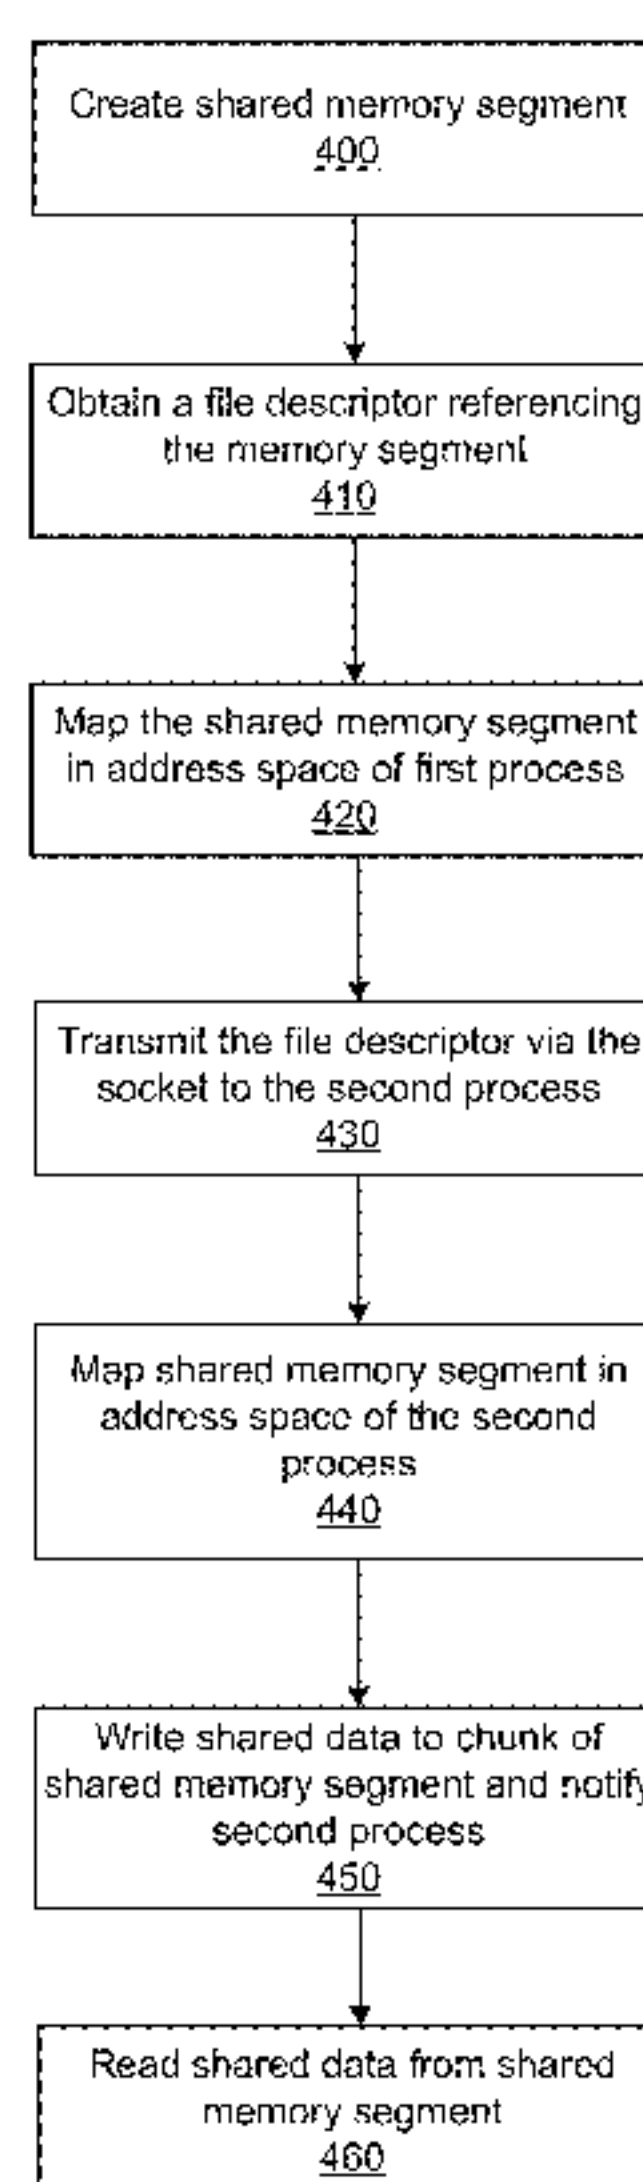 Create shared memory segment
400
Obtain a file descriptor referencing
the memory segment
410
Map the shared memory segment
in address space of first process
420
Transmit the file descriptor via the
socket to the second process
430
Map shared memory segment in
address space of the second
process
440
Write shared data to chunk of
shared memory segment and notify
second process
450
Read shared data from shared
memory segment
460